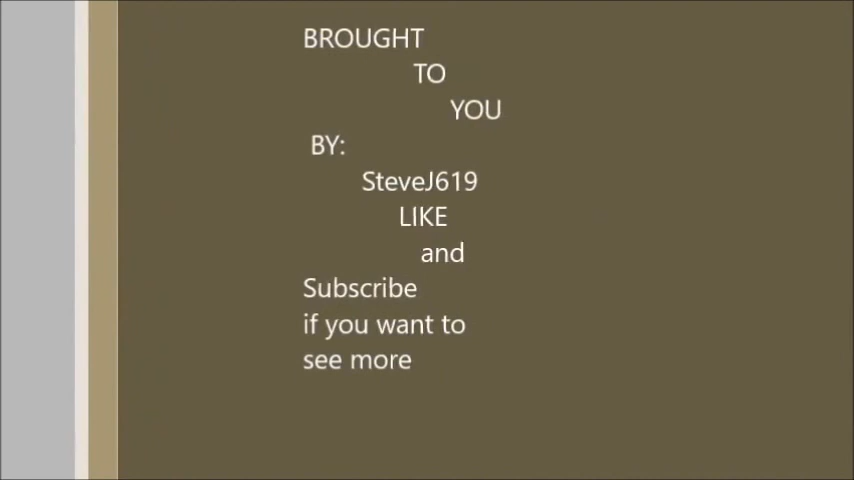 BROUGHT
TO
YOU
BY:
SteveJ619
LIKE
and
Subscribe
if you want to
see more